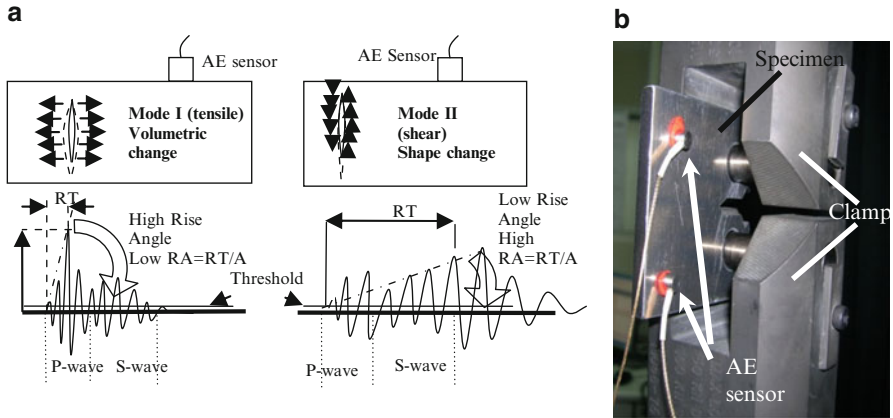 a
AE sensor
Mode I (tensile)
Volumetric
change
RT
High Rise
Angle
Low RA=RT/A
P-wave
S-wave
AE Sensor
Mode II
(shear)
Shape change
RT
Low Rise
Angle
High
RA=RT/A
Threshold
P-wave
S-wave
b
Specimen
Clamp
AE
sensor